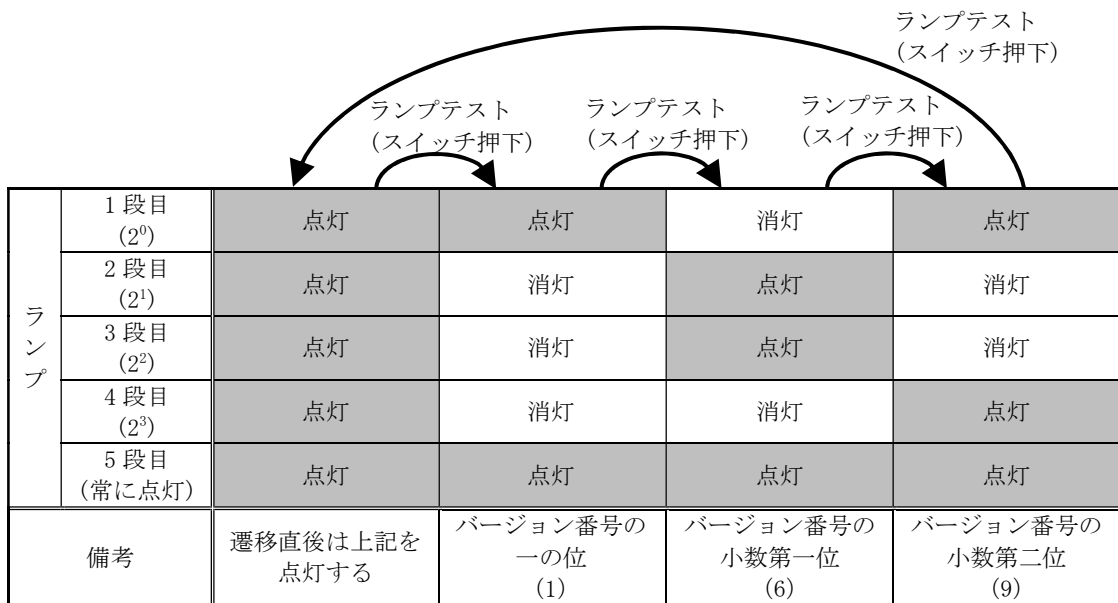 ランプテスト
(スイッチ押下)
ランプテスト
(スイッチ押下)
ランプテスト
(スイッチ押下)
ランプテスト
(スイッチ押下)
ランプ
1 段目
(2⁰)
点灯
点灯
消灯
点灯
2 段目
(2¹)
点灯
消灯
点灯
消灯
3 段目
(2²)
点灯
消灯
点灯
消灯
4 段目
(2³)
点灯
消灯
消灯
点灯
5 段目
(常に点灯)
点灯
点灯
点灯
点灯
備考
遷移直後は上記を
点灯する
バージョン番号の
一の位
(1)
バージョン番号の
小数第一位
(6)
バージョン番号の
小数第二位
(9)